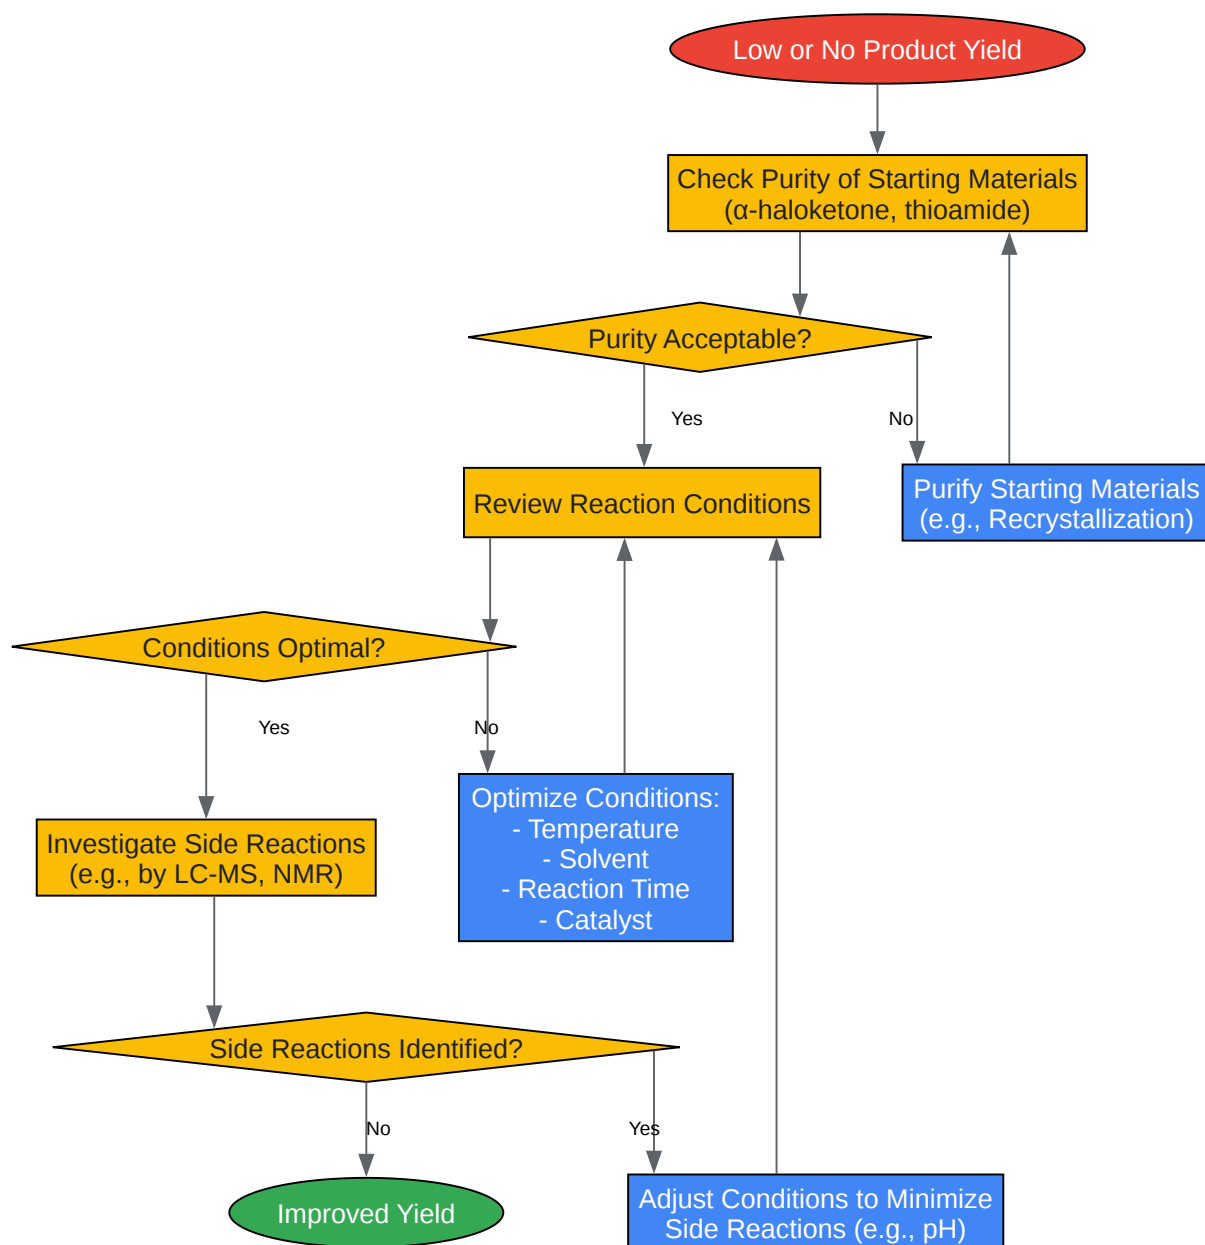 Low or No Product Yield
Check Purity of Starting Materials
(α-haloketone, thioamide)
Purity Acceptable?
Yes
No
Purify Starting Materials
(e.g., Recrystallization)
Review Reaction Conditions
Conditions Optimal?
Yes
No
Optimize Conditions:
- Temperature
- Solvent
- Reaction Time
- Catalyst
Investigate Side Reactions
(e.g., by LC-MS, NMR)
Side Reactions Identified?
No
Yes
Improved Yield
Adjust Conditions to Minimize
Side Reactions (e.g., pH)